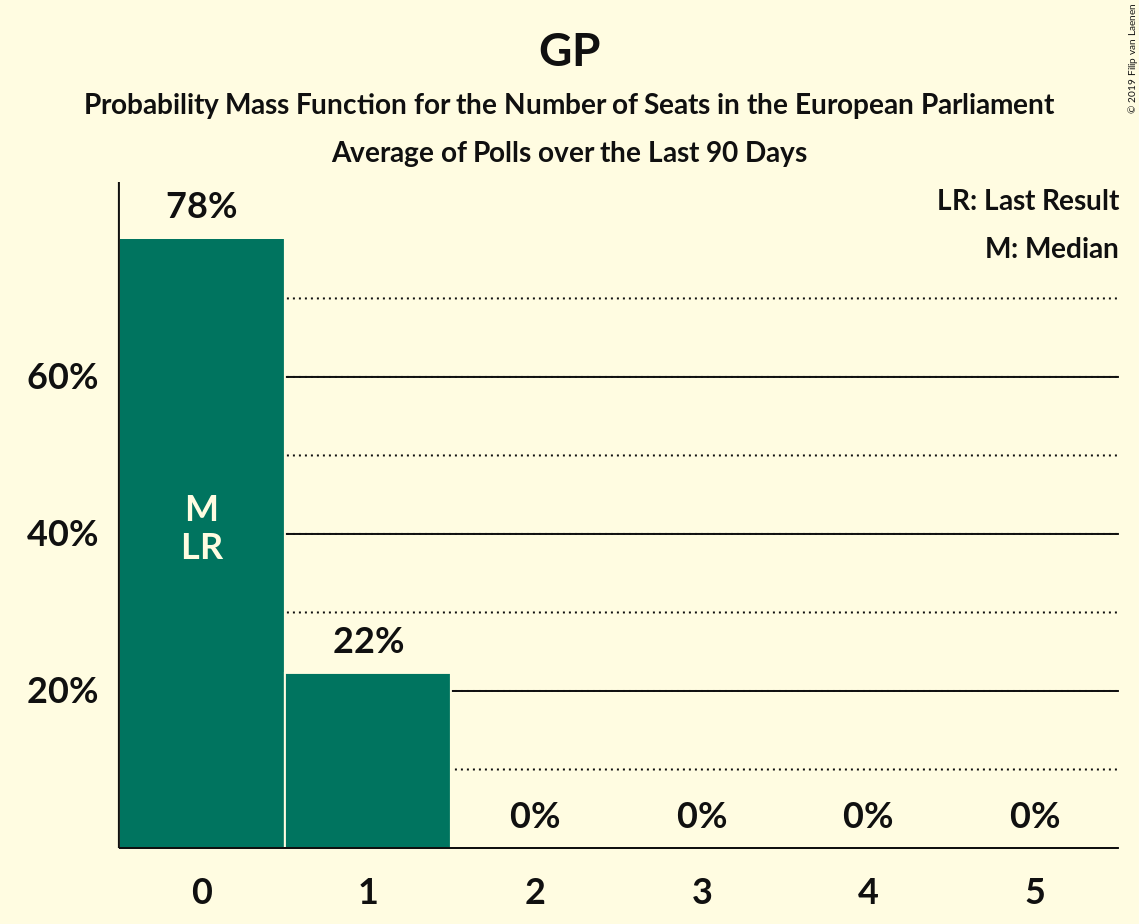 GP
Probability Mass Function for the Number of Seats in the European Parliament
Average of Polls over the Last 90 Days
© 2019 Filip van Laenen
LR: Last Result
M: Median
78%
60%
M
LR
40%
22%
20%
0% 0% 0% 0%
0 1 2 3 4 5